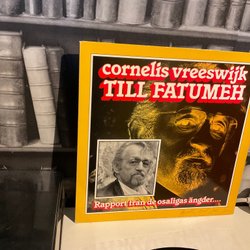 cornelis vreeswijk
TILL FATUMEH
Rapport från de osaligas ängder....